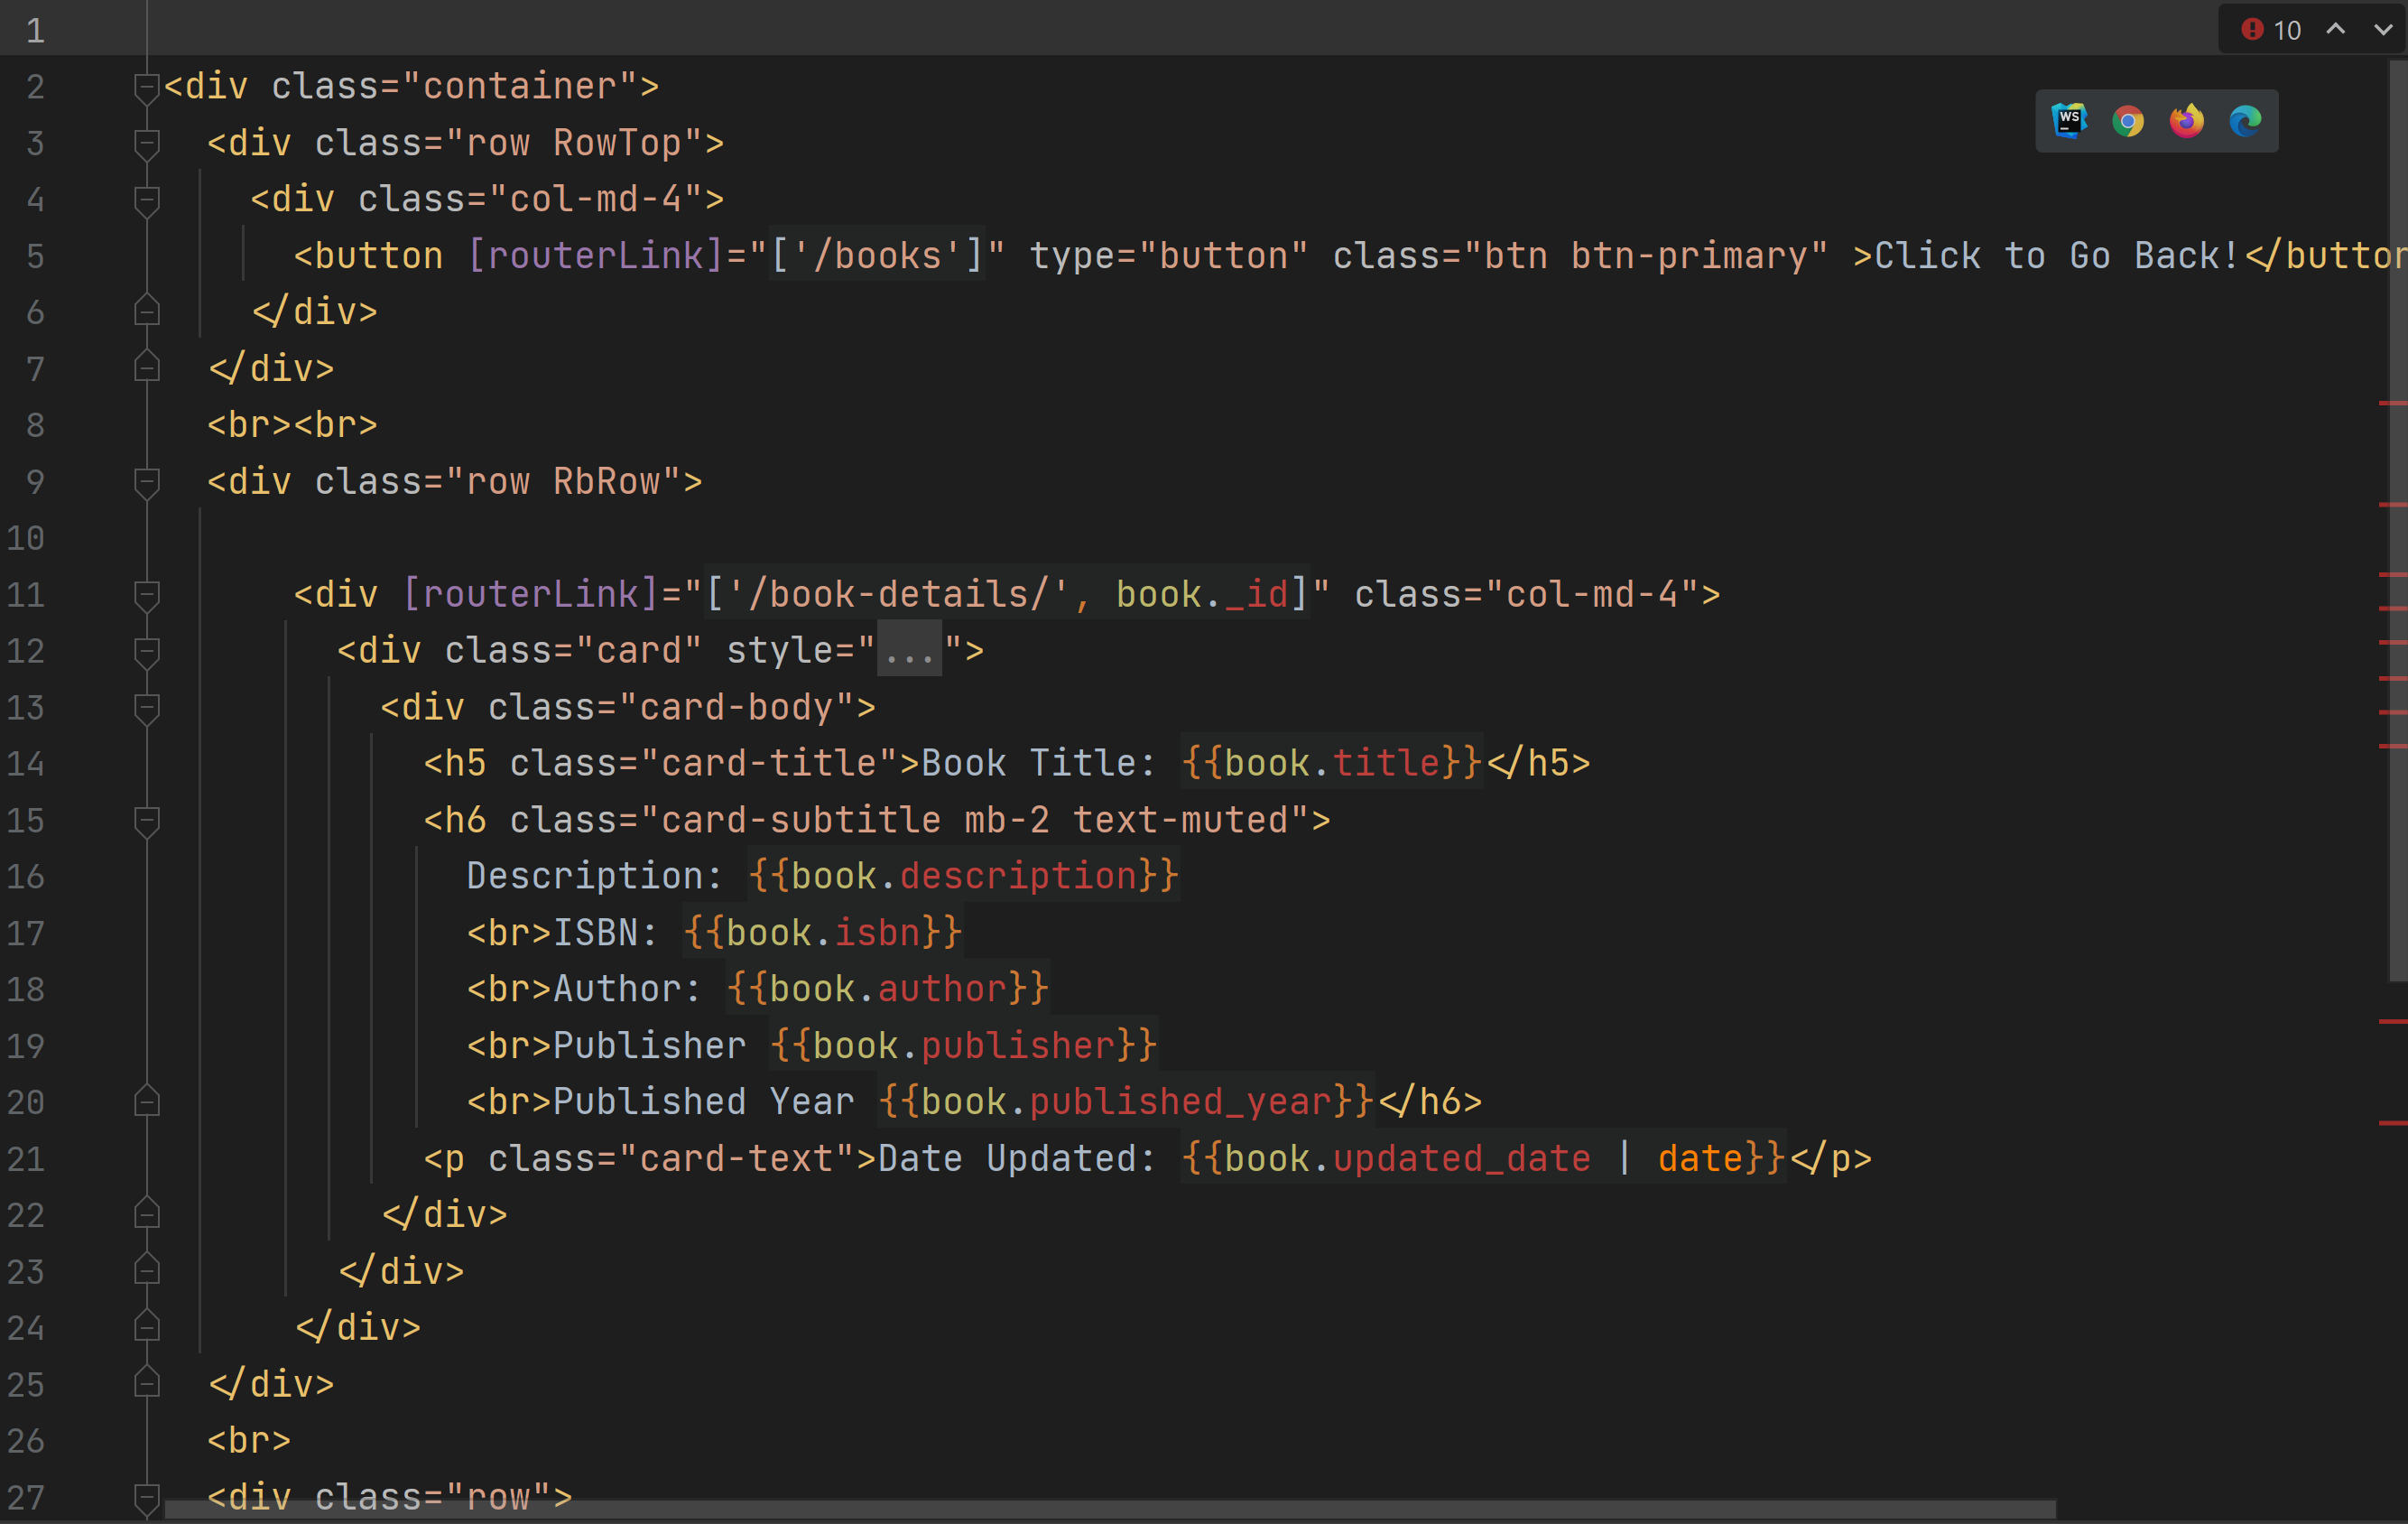 1
10
2 <div class="container">
WS
3 <div class="row RowTop">
4 <div class="col-md-4">
5 <button [routerLink]="['/books']" type="button" class="btn btn-primary" >Click to Go Back!</button
6 </div>
7 </div>
8 <br><br>
9 <div class="row RbRow">
10
11 <div [routerLink]="['/book-details/', book._id]" class="col-md-4">
12 <div class="card" style="...">
13 <div class="card-body">
14 <h5 class="card-title">Book Title: {{book.title}}</h5>
15 <h6 class="card-subtitle mb-2 text-muted">
16 Description: {{book.description}}
17 <br>ISBN: {{book.isbn}}
18 <br>Author: {{book.author}}
19 <br>Publisher {{book.publisher}}
20 <br>Published Year {{book.published_year}}</h6>
21 <p class="card-text">Date Updated: {{book.updated_date | date}}</p>
22 </div>
23 </div>
24 </div>
25 </div>
26 <br>
27 <div class="row">